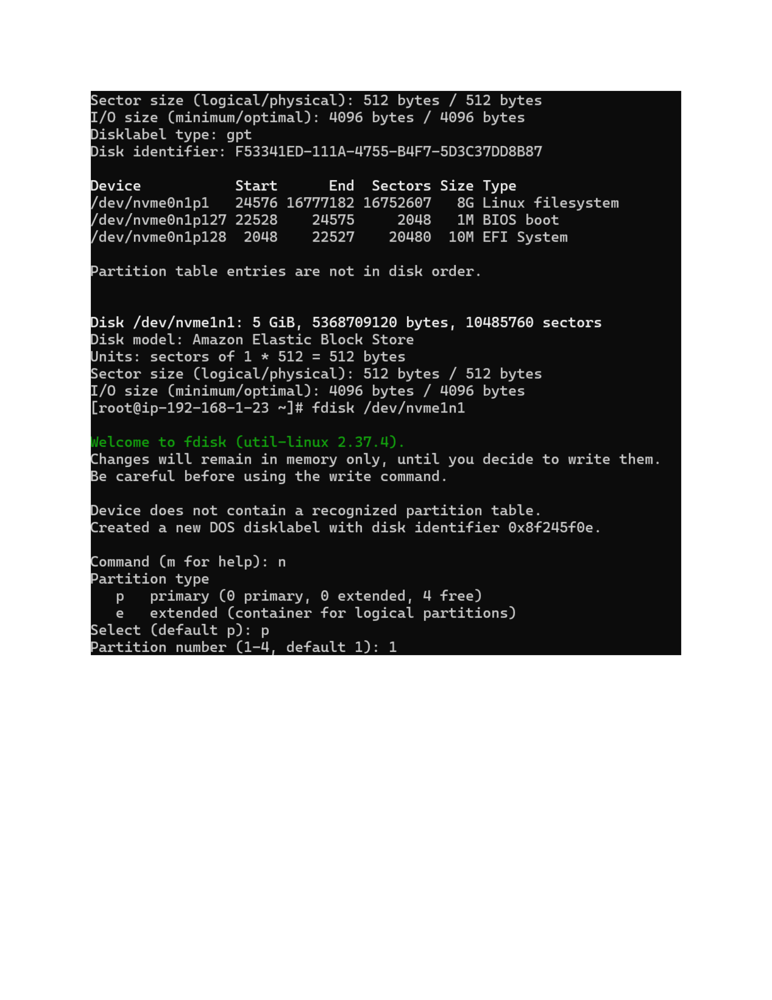 Sector size (logical/physical): 512 bytes / 512 bytes
I/O size (minimum/optimal): 4096 bytes / 4096 bytes
Disklabel type: gpt
Disk identifier: F53341ED-111A-4755-B4F7-5D3C37DD8B87
Device           Start      End  Sectors Size Type
/dev/nvme0n1p1   24576 16777182 16752607   8G Linux filesystem
/dev/nvme0n1p127 22528    24575     2048   1M BIOS boot
/dev/nvme0n1p128  2048    22527    20480  10M EFI System
Partition table entries are not in disk order.
Disk /dev/nvme1n1: 5 GiB, 5368709120 bytes, 10485760 sectors
Disk model: Amazon Elastic Block Store
Units: sectors of 1 * 512 = 512 bytes
Sector size (logical/physical): 512 bytes / 512 bytes
I/O size (minimum/optimal): 4096 bytes / 4096 bytes
[root@ip-192-168-1-23 ~]# fdisk /dev/nvme1n1
Welcome to fdisk (util-linux 2.37.4).
Changes will remain in memory only, until you decide to write them.
Be careful before using the write command.
Device does not contain a recognized partition table.
Created a new DOS disklabel with disk identifier 0x8f245f0e.
Command (m for help): n
Partition type
   p   primary (0 primary, 0 extended, 4 free)
   e   extended (container for logical partitions)
Select (default p): p
Partition number (1-4, default 1): 1